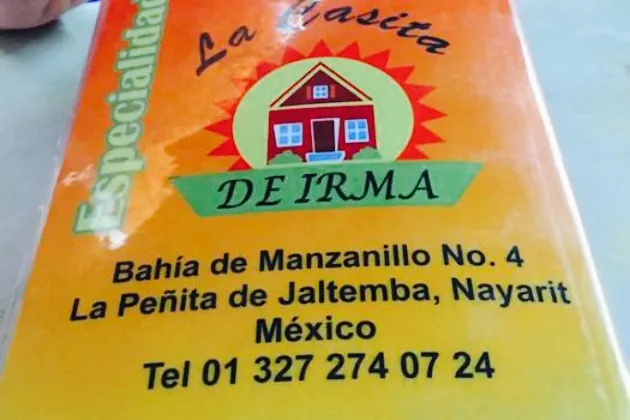 La Casita
DE IRMA
Especialidad
Bahía de Manzanillo No. 4
La Peñita de Jaltemba, Nayarit
México
Tel 01 327 274 07 24